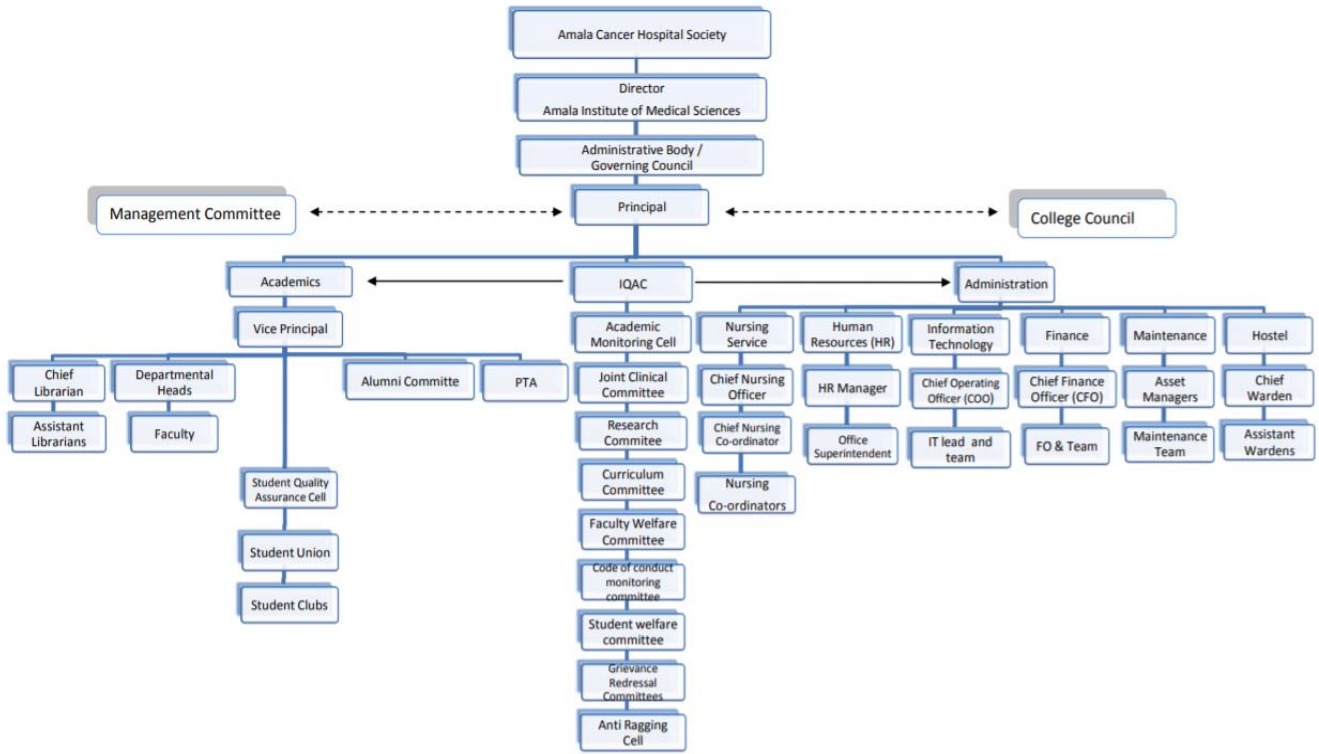 Amala Cancer Hospital Society
Director
Amala Institute of Medical Sciences
Administrative Body /
Governing Council
Management Committee
Principal
College Council
Academics
IQAC
Administration
Vice Principal
Chief
Librarian
Assistant
Librarians
Departmental
Heads
Faculty
Alumni Committe
PTA
Student Quality
Assurance Cell
Student Union
Student Clubs
Academic
Monitoring Cell
Joint Clinical
Committee
Research
Commitee
Curriculum
Committee
Faculty Welfare
Committee
Code of conduct
monitoring
committee
Student welfare
committee
Grievance
Redressal
Committees
Anti Ragging
Cell
Nursing
Service
Chief Nursing
Officer
Chief Nursing
Co-ordinator
Nursing
Co-ordinators
Human
Resources (HR)
HR Manager
Office
Superintendent
Information
Technology
Chief Operating
Officer (COO)
IT lead and
team
Finance
Chief Finance
Officer (CFO)
FO & Team
Maintenance
Asset
Managers
Maintenance
Team
Hostel
Chief
Warden
Assistant
Wardens